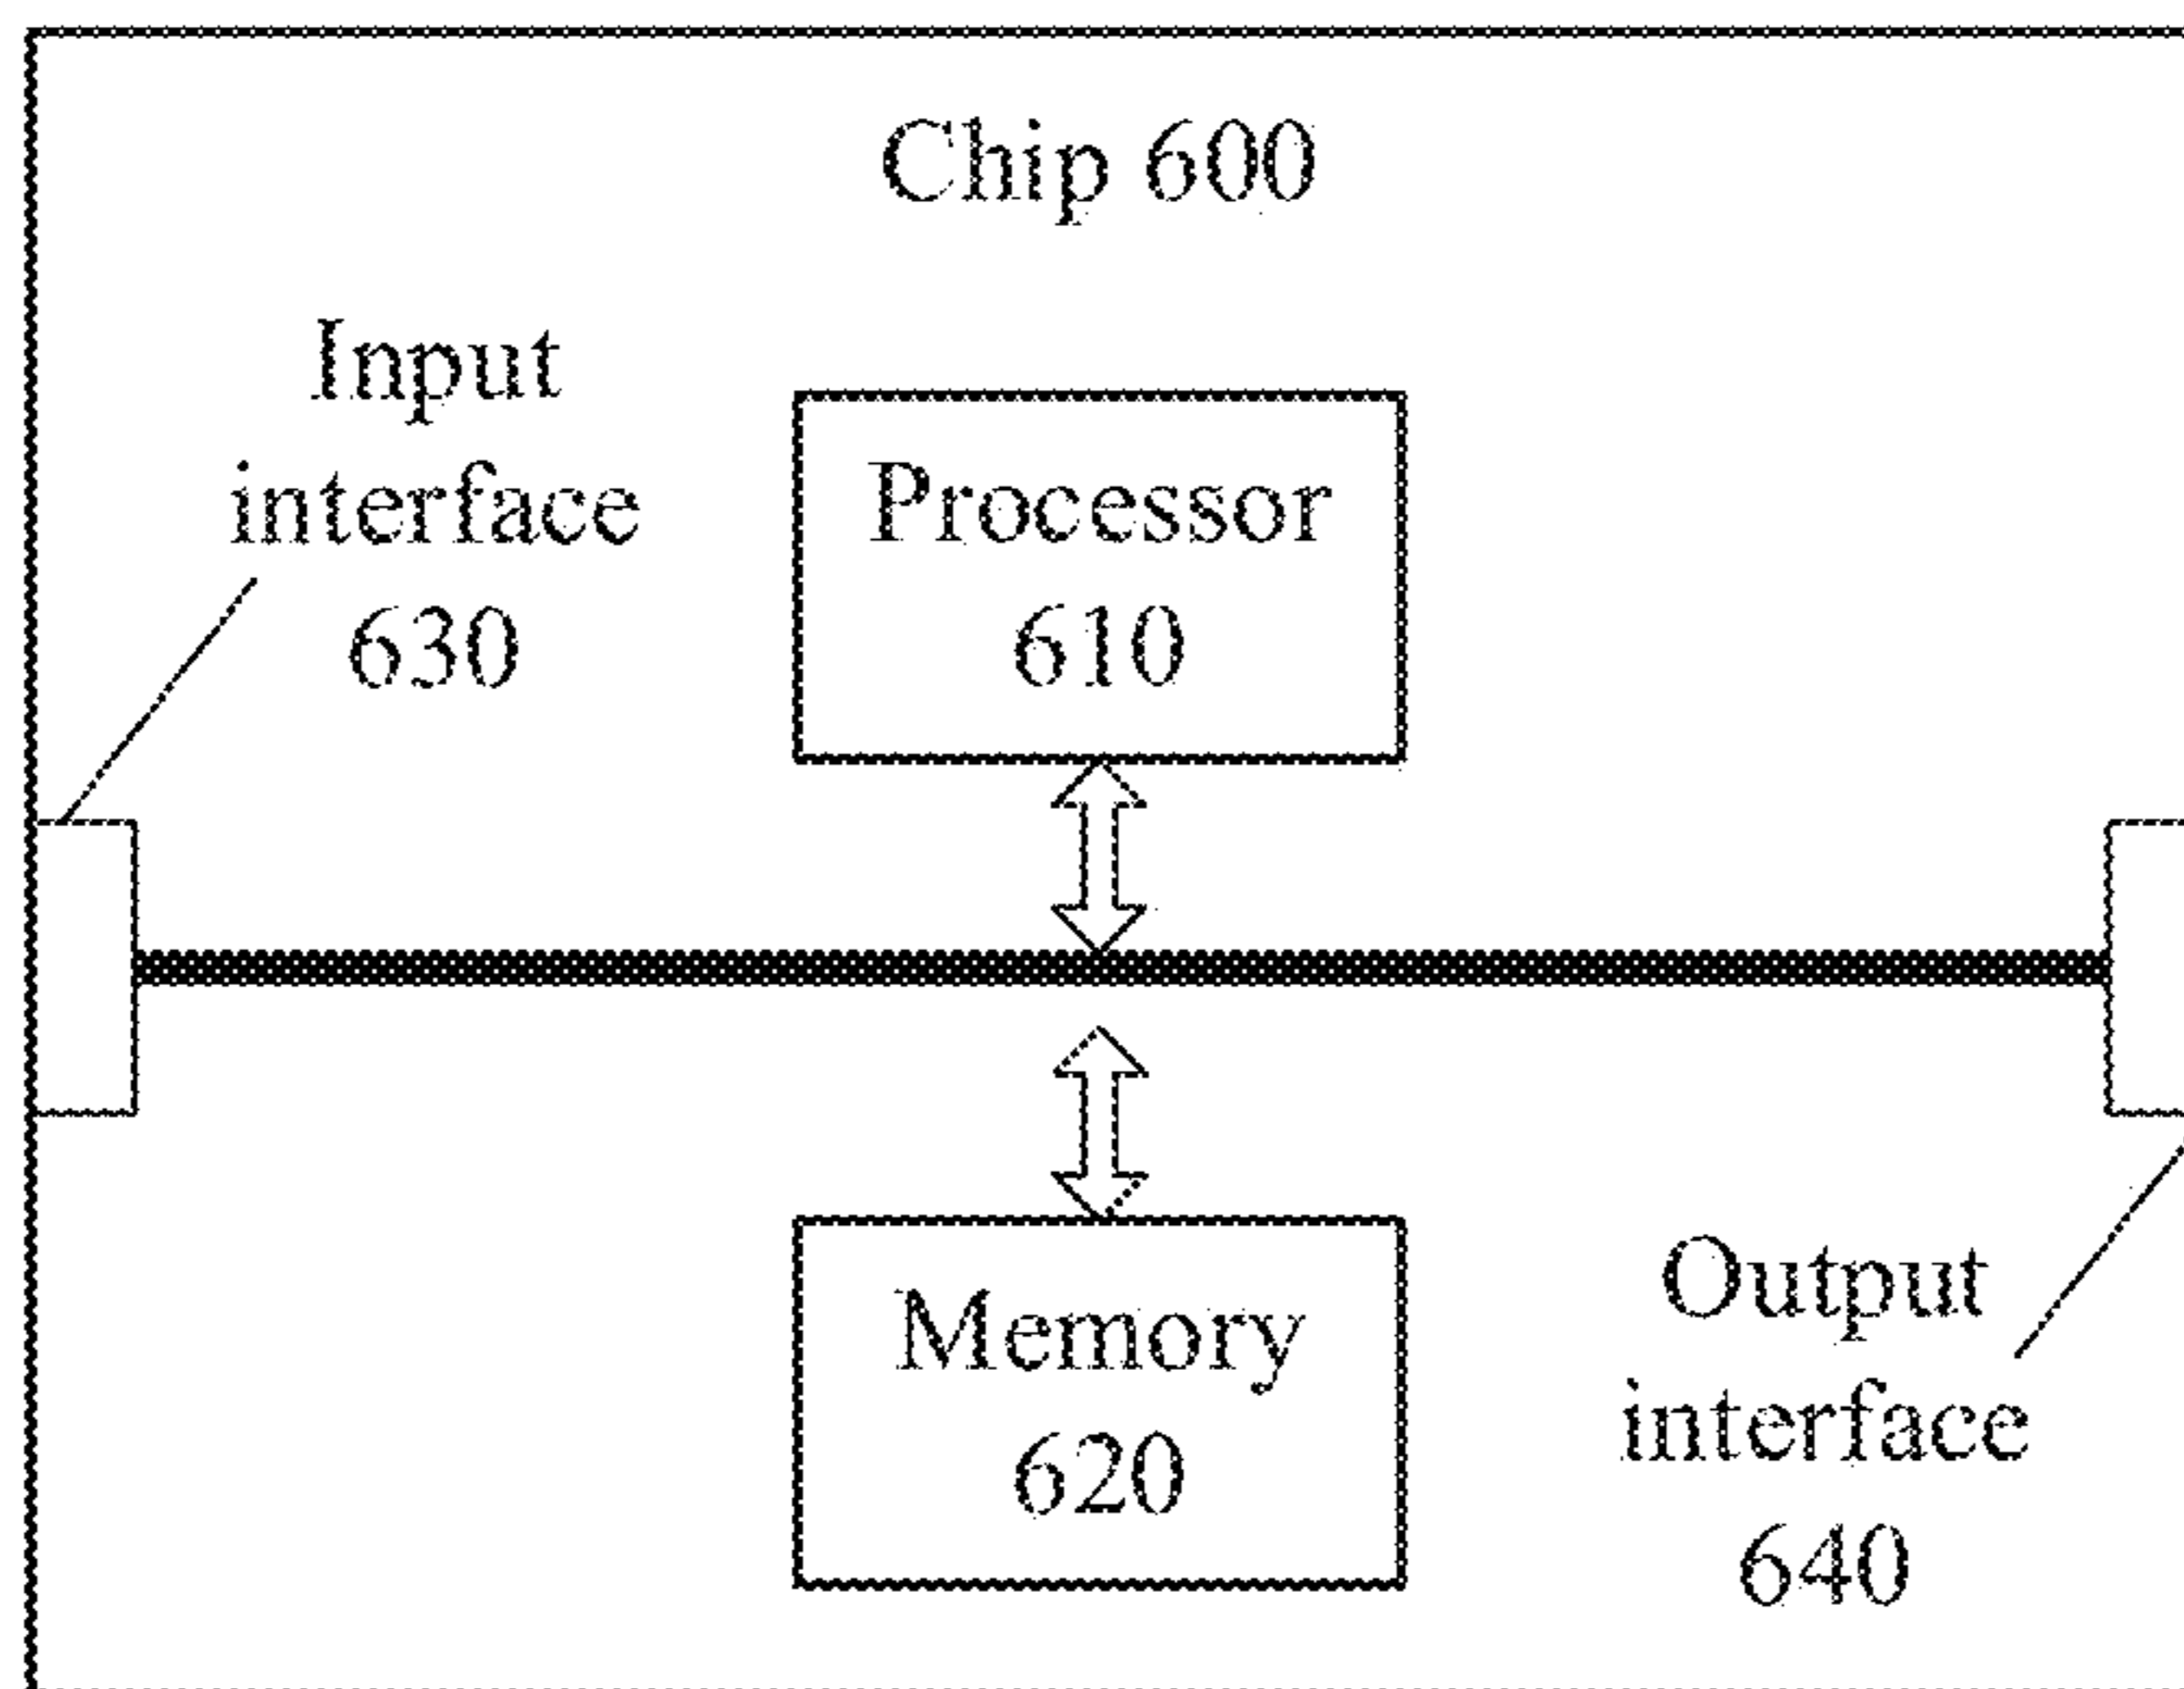 Chip 600
Input
interface
630
Processor
610
Memory
620
Output
interface
640